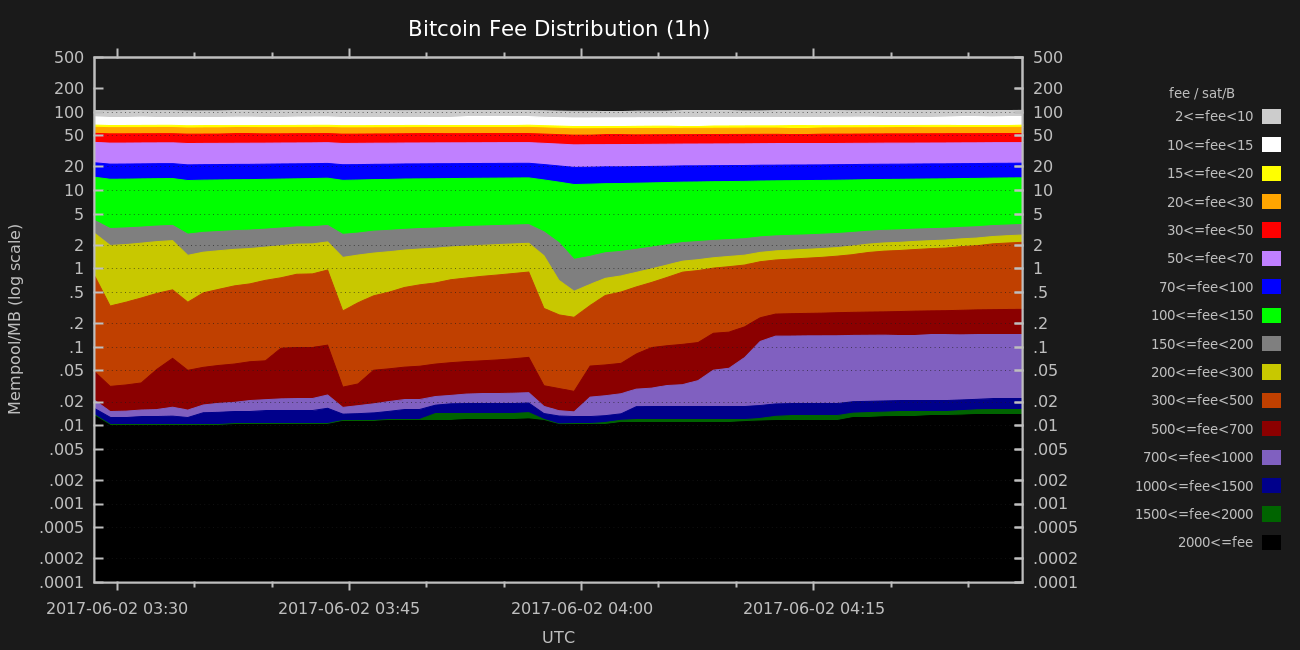 Bitcoin Fee Distribution (1h)
Mempool/MB (log scale)
500
200
100
50
20
10
5
2
1
.5
.2
.1
.05
.02
.01
.005
.002
.001
.0005
.0002
.0001
500
200
100
50
20
10
5
2
1
.5
.2
.1
.05
.02
.01
.005
.002
.001
.0005
.0002
.0001
2017-06-02 03:30 2017-06-02 03:45 2017-06-02 04:00 2017-06-02 04:15
UTC
fee / sat/B
2<=fee<10
10<=fee<15
15<=fee<20
20<=fee<30
30<=fee<50
50<=fee<70
70<=fee<100
100<=fee<150
150<=fee<200
200<=fee<300
300<=fee<500
500<=fee<700
700<=fee<1000
1000<=fee<1500
1500<=fee<2000
2000<=fee